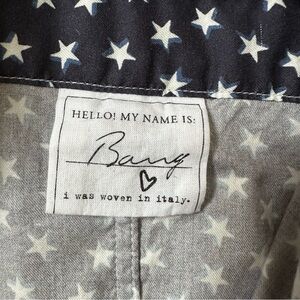 HELLO! MY NAME IS:
Bang
i was woven in italy.